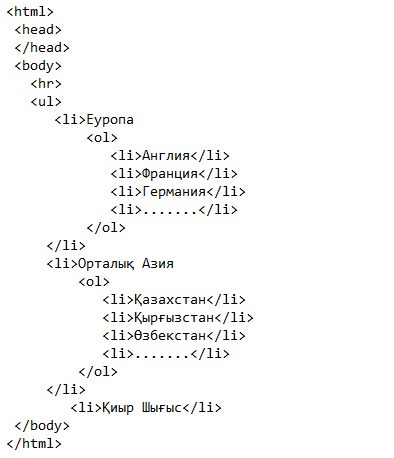 <html>
<head>
</head>
<body>
<hr>
<ul>
<li>Еуропа
<ol>
<li>Англия</li>
<li>Франция</li>
<li>Германия</li>
<li>.......</li>
</ol>
</li>
<li>Орталық Азия
<ol>
<li>Қазахстан</li>
<li>Қырғызстан</li>
<li>Өзбекстан</li>
<li>.......</li>
</ol>
</li>
<li>Қиыр Шығыс</li>
</body>
</html>